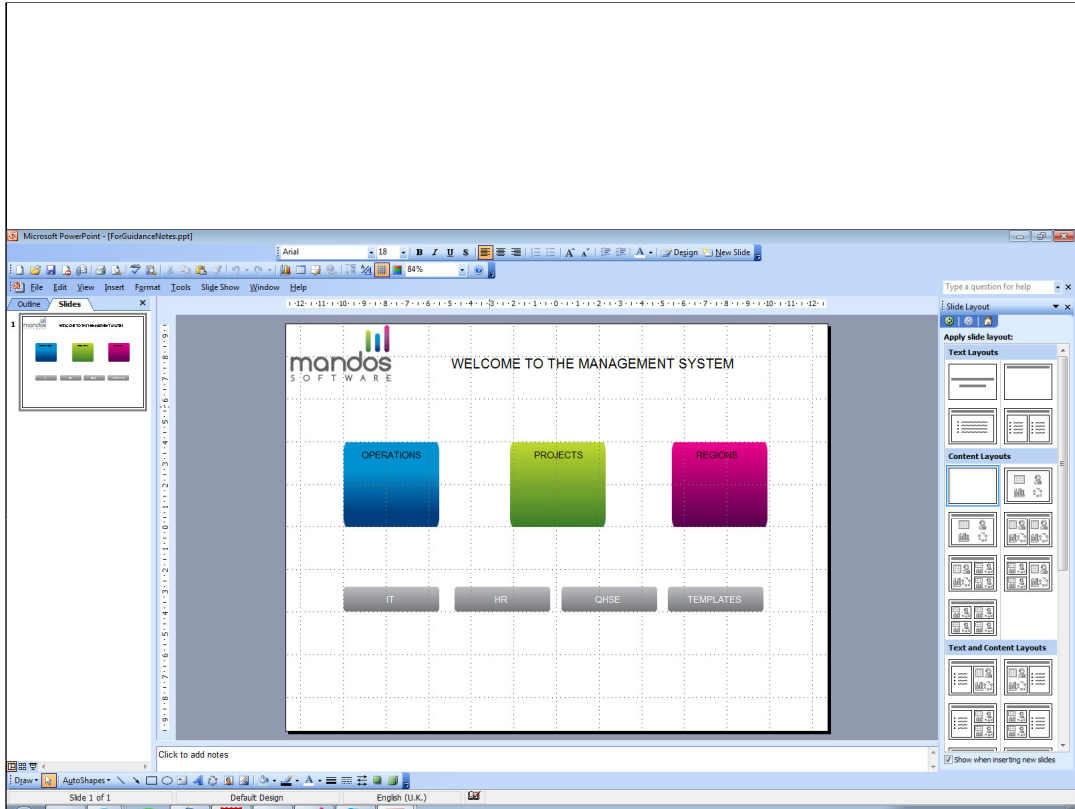 Microsoft PowerPoint - [ForGuidanceNotes.ppt]
Arial 18 B I U S A A A Design New Slide
84%
File Edit View Insert Format Tools Slide Show Window Help Type a question for help
Outline Slides
Slide Layout
Apply slide layout:
Text Layouts
Content Layouts
Text and Content Layouts
Show when inserting new slides
1
mandos
SOFTWARE
WELCOME TO THE MANAGEMENT SYSTEM
OPERATIONS PROJECTS REGIONS
IT HR QHSE TEMPLATES
Click to add notes
Draw AutoShapes A
Slide 1 of 1 Default Design English (U.K.)